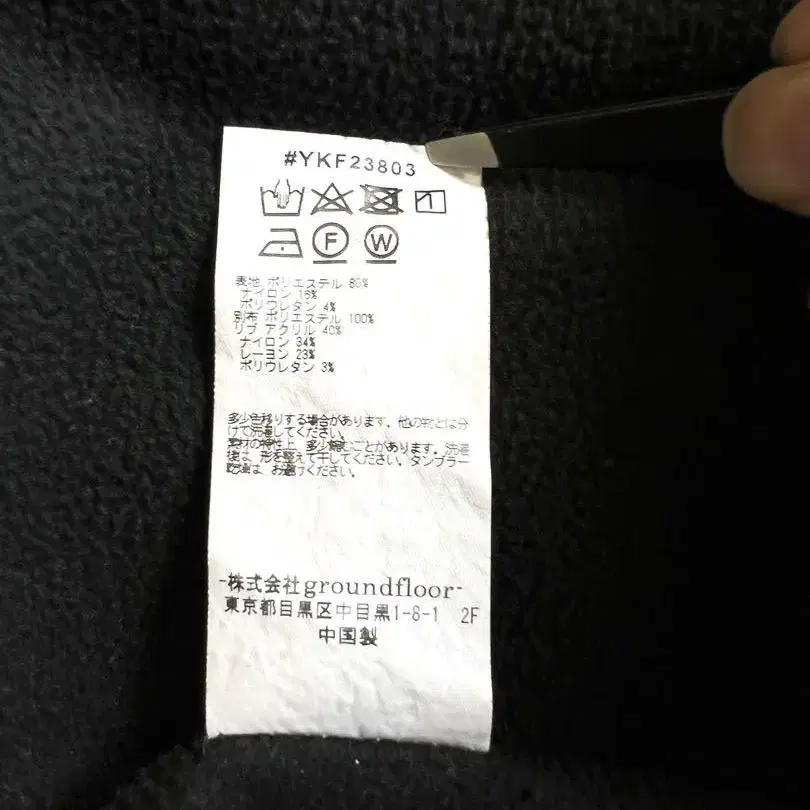 #YKF23803
1
F W
表地 ポリエステル 80%
ナイロン 16%
ポリウレタン 4%
別布 ポリエステル 100%
リブ アクリル 40%
ナイロン 34%
レーヨン 23%
ポリウレタン 3%
多少色移りする場合があります、他の物とは分
けて洗濯してください。
素材の特性上、多少縮むことがあります。洗濯
後は、形を整えて干してください。タンブラー
乾燥は、お避けください。
-株式会社groundfloor-
東京都目黒区中目黒1-8-1 2F
中国製